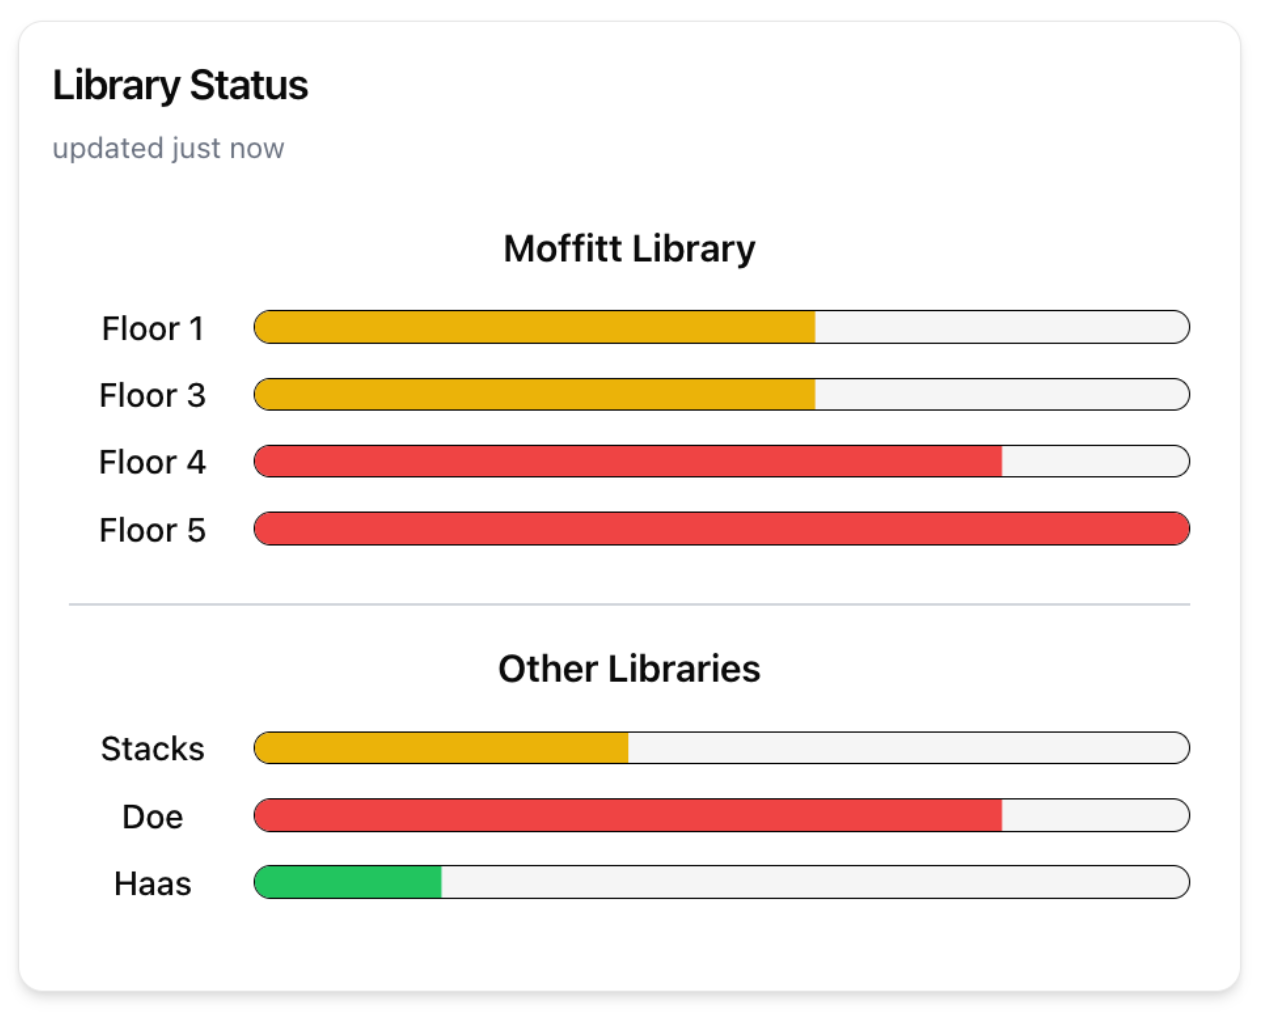 Library Status
updated just now
Moffitt Library
Floor 1
Floor 3
Floor 4
Floor 5
Other Libraries
Stacks
Doe
Haas